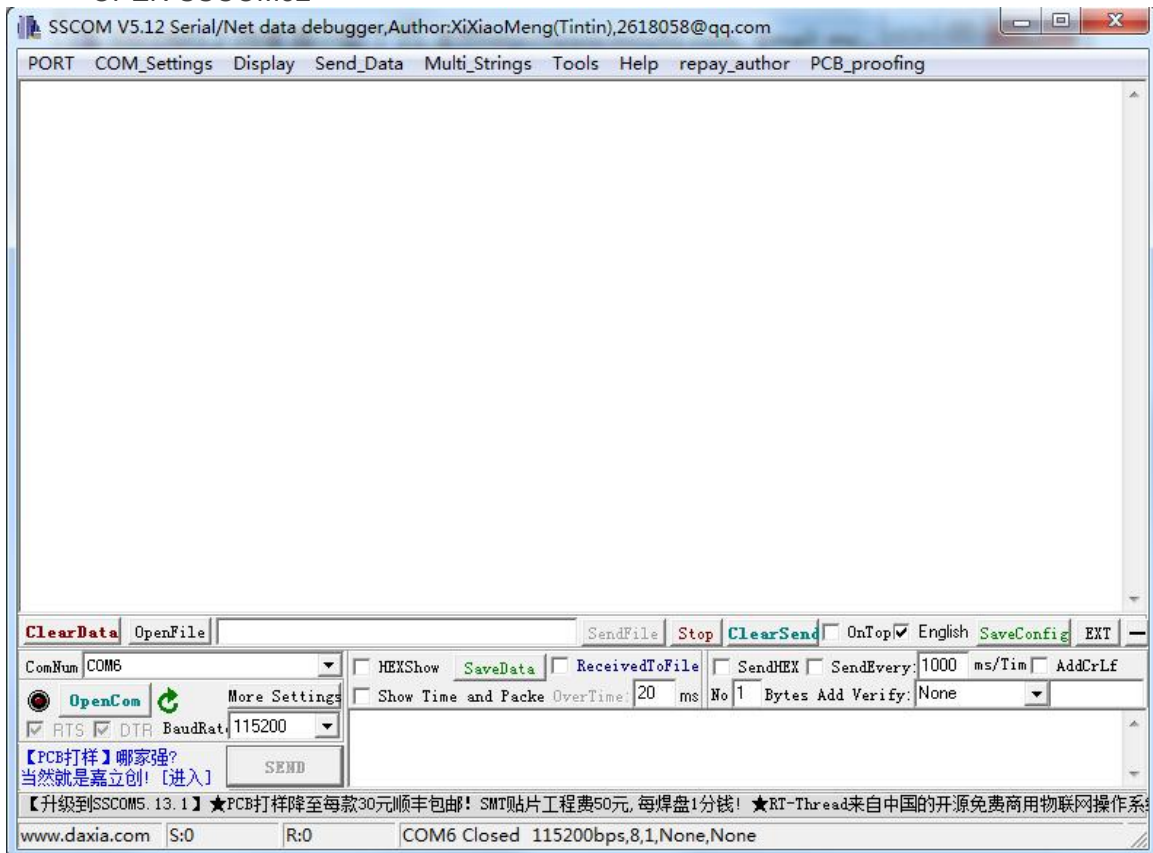 SSCOM V5.12 Serial/Net data debugger,Author:XiXiaoMeng(Tintin),2618058@qq.com
PORT COM_Settings Display Send_Data Multi_Strings Tools Help repay_author PCB_proofing
ClearData OpenFile SendFile Stop ClearSend OnTop English SaveConfig EXT
ComNum COM6 HEXShow SaveData ReceivedToFile SendHEX SendEvery: 1000 ms/Tim AddCrLf
OpenCom More Settings Show Time and Packe OverTime: 20 ms No 1 Bytes Add Verify: None
RTS DTR BaudRat 115200
【PCB打样】哪家强?
当然就是嘉立创! [进入]
SEND
【升级到SSCOM5.13.1】★PCB打样降至每款30元顺丰包邮! SMT贴片工程费50元, 每焊盘1分钱! ★RT-Thread来自中国的开源免费商用物联网操作系
www.daxia.com S:0 R:0 COM6 Closed 115200bps,8,1,None,None